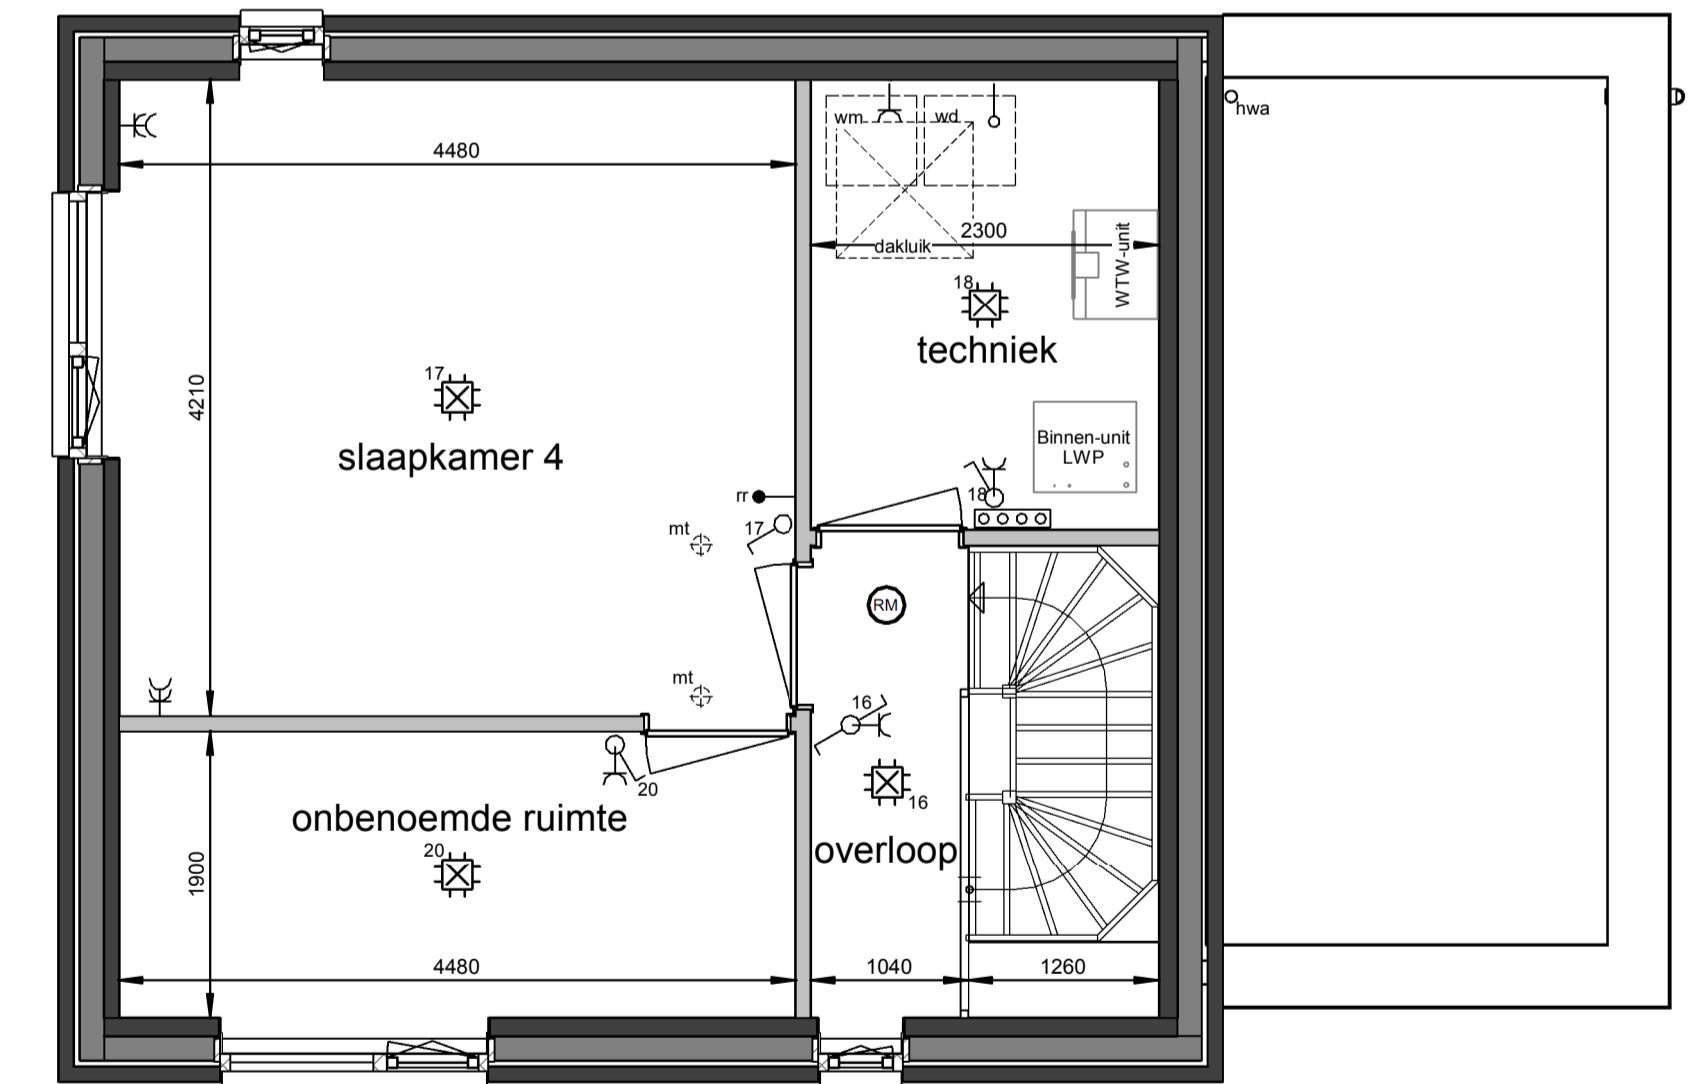 wm
wd
hwa
4480
2300
dakluik
WTW-unit
18
techniek
17
4210
slaapkamer 4
Binnen-unit
LWP
18
rr
17
mt
RM
mt
16
20
16
onbenoemde ruimte
overloop
20
1900
4480
1040
1260